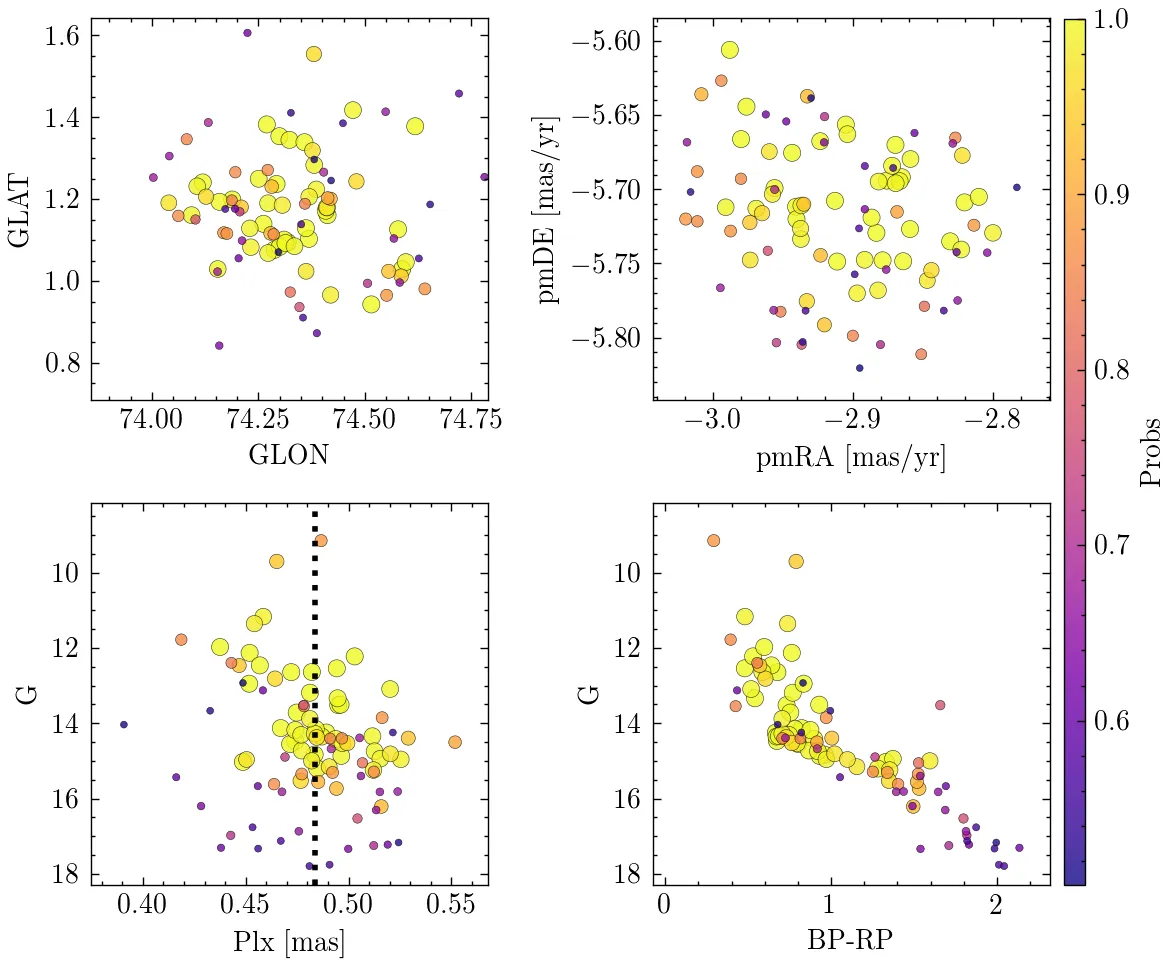 1.6
1.4
1.2
1.0
0.8
GLAT
74.00 74.25 74.50 74.75
GLON
−5.60
−5.65
−5.70
−5.75
−5.80
pmDE [mas/yr]
−3.0 −2.9 −2.8
pmRA [mas/yr]
1.0
0.9
0.8
0.7
0.6
Probs
10
12
14
16
18
G
0.40 0.45 0.50 0.55
Plx [mas]
10
12
14
16
18
G
0 1 2
BP-RP